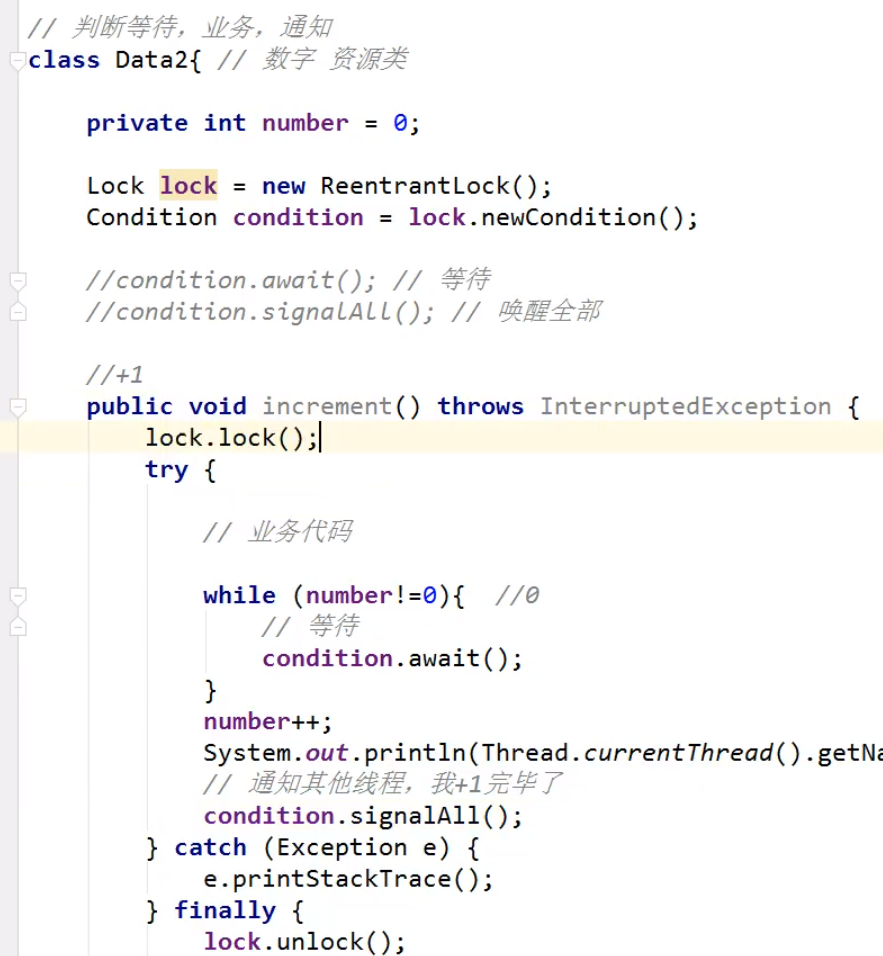 // 判断等待，业务，通知
class Data2{ // 数字 资源类
private int number = 0;
Lock lock = new ReentrantLock();
Condition condition = lock.newCondition();
//condition.await(); // 等待
//condition.signalAll(); // 唤醒全部
//+1
public void increment() throws InterruptedException {
lock.lock();
try {
// 业务代码
while (number!=0){ //0
// 等待
condition.await();
}
number++;
System.out.println(Thread.currentThread().getNa
// 通知其他线程，我+1完毕了
condition.signalAll();
} catch (Exception e) {
e.printStackTrace();
} finally {
lock.unlock();